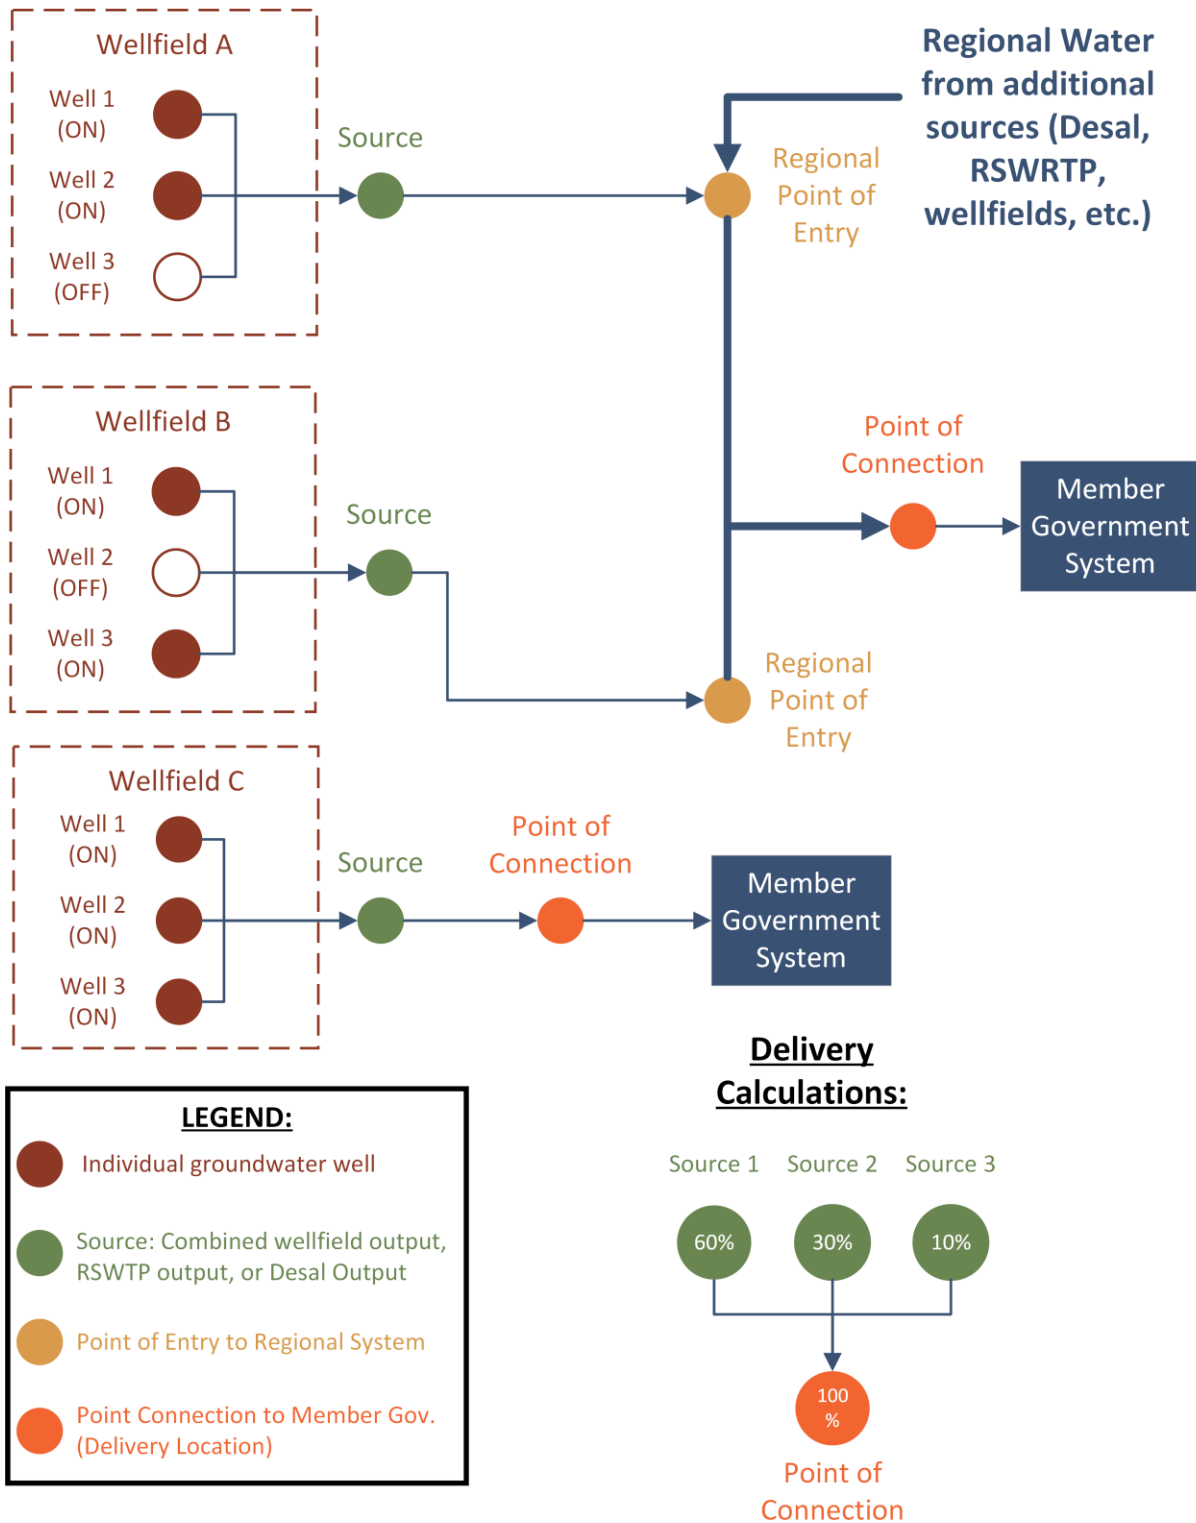 Wellfield A
Well 1
(ON)
Well 2
(ON)
Well 3
(OFF)
Source
Regional
Point of
Entry
Regional Water
from additional
sources (Desal,
RSWRTP,
wellfields, etc.)
Wellfield B
Well 1
(ON)
Well 2
(OFF)
Well 3
(ON)
Source
Point of
Connection
Member
Government
System
Regional
Point of
Entry
Wellfield C
Well 1
(ON)
Well 2
(ON)
Well 3
(ON)
Source
Point of
Connection
Member
Government
System
LEGEND:
Individual groundwater well
Source: Combined wellfield output,
RSWTP output, or Desal Output
Point of Entry to Regional System
Point Connection to Member Gov.
(Delivery Location)
Delivery
Calculations:
Source 1
Source 2
Source 3
60%
30%
10%
100
%
Point of
Connection